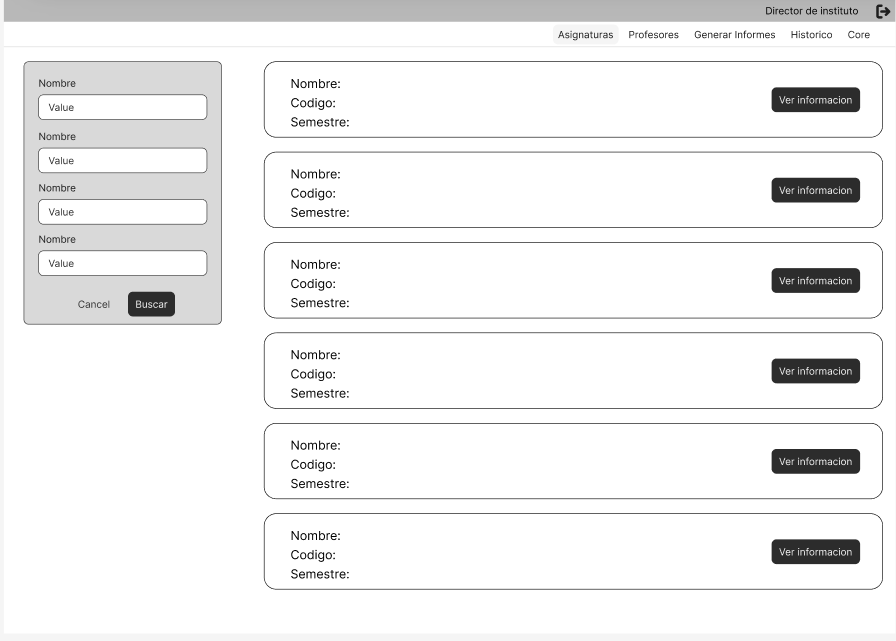 Director de instituto
Asignaturas Profesores Generar Informes Historico Core
Nombre
Value
Nombre
Value
Nombre
Value
Nombre
Value
Cancel Buscar
Nombre:
Codigo:
Semestre:
Ver informacion
Nombre:
Codigo:
Semestre:
Ver informacion
Nombre:
Codigo:
Semestre:
Ver informacion
Nombre:
Codigo:
Semestre:
Ver informacion
Nombre:
Codigo:
Semestre:
Ver informacion
Nombre:
Codigo:
Semestre:
Ver informacion